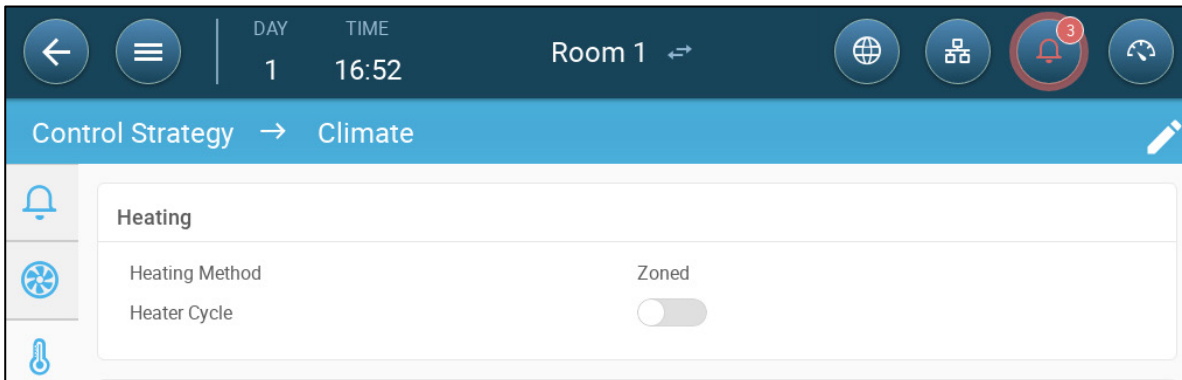 DAY TIME
1 16:52
Room 1
3
Control Strategy → Climate
Heating
Heating Method Zoned
Heater Cycle